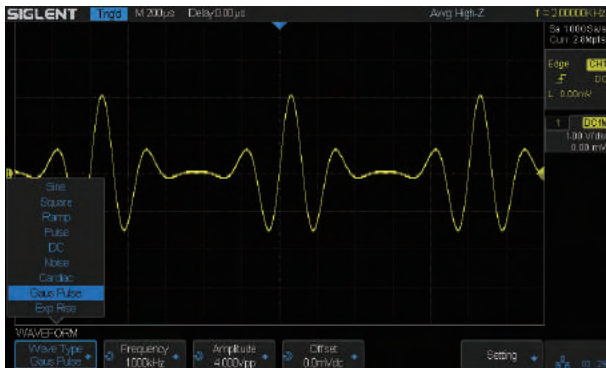 SIGLENT Trig'd M 200μs Delay:0.00μs Awg High-Z f = 2.00000KHz
Sa 1.00GSa/s
Curr 2.8Mpts
Edge CH1
DC
L 0.00mV
1 DC1M
1.00 V/div
0.00 mV
Sine
Square
Ramp
Pulse
DC
Noise
Cardiac
Gaus Pulse
Exp Rise
WAVEFORM
Wave Type Frequency Amplitude Offset Setting
Gaus Pulse 1.000kHz 4.000Vpp 0.0mVdc